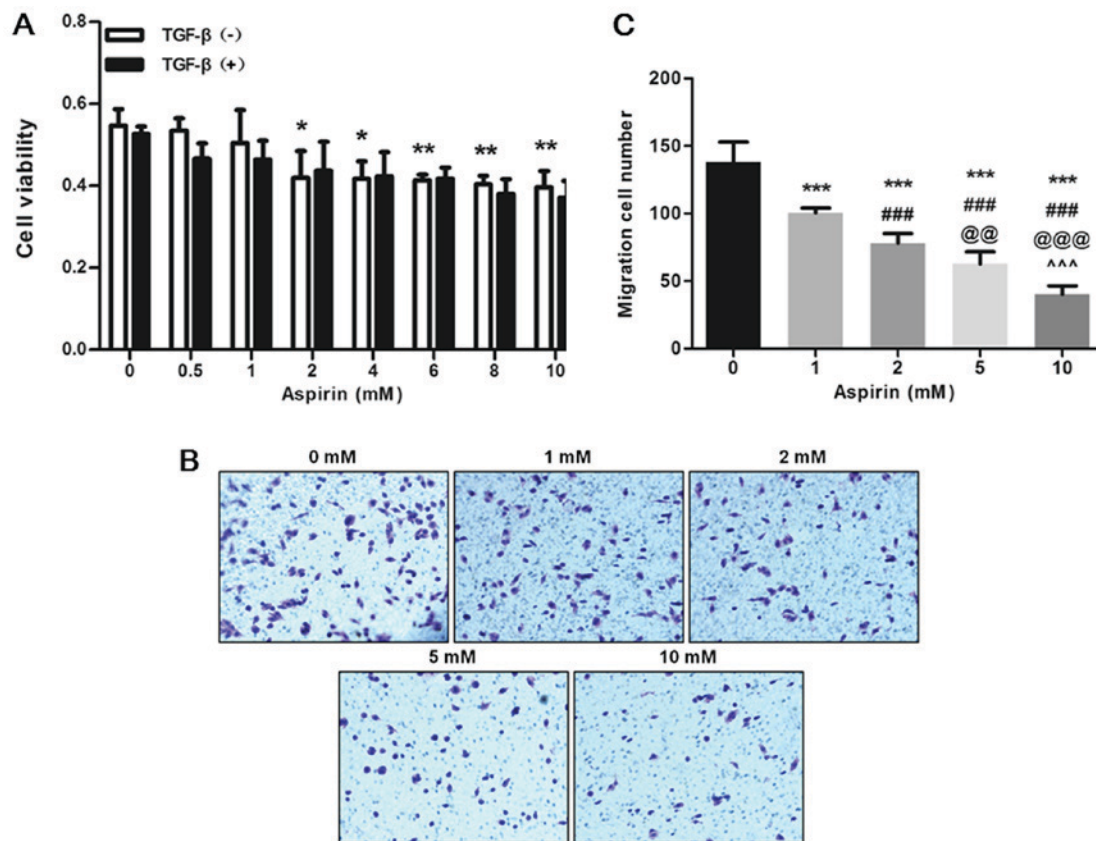 A
0.8
0.6
0.4
0.2
0.0
Cell viability
TGF-β (-)
TGF-β (+)
* * ** ** **
0 0.5 1 2 4 6 8 10
Aspirin (mM)
C
200
150
100
50
0
Migration cell number
*** *** *** ***
### ### ###
@@ @@@
^^^
0 1 2 5 10
Aspirin (mM)
B
0 mM 1 mM 2 mM
5 mM 10 mM